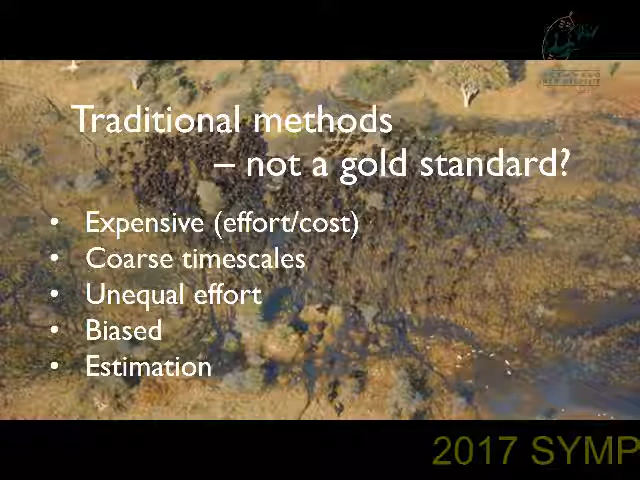 Traditional methods
– not a gold standard?
• Expensive (effort/cost)
• Coarse timescales
• Unequal effort
• Biased
• Estimation
2017 SYMP